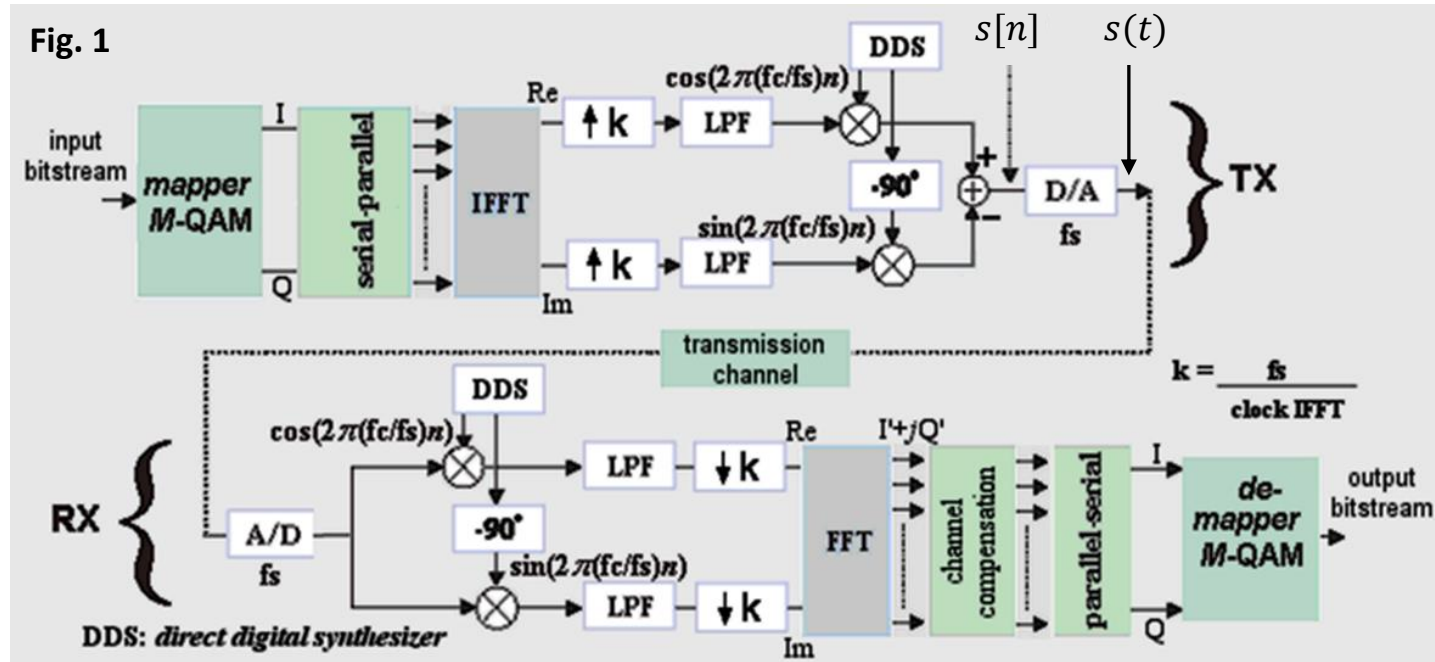 Fig. 1
s[n]
s(t)
DDS
cos(2π(fc/fs)n)
Re
I
input
bitstream
mapper
M-QAM
serial-parallel
IFFT
↑ k
LPF
+
-90°
+
D/A
fs
TX
−
sin(2π(fc/fs)n)
↑ k
LPF
Q
Im
transmission
channel
k = fs
clock IFFT
DDS
cos(2π(fc/fs)n)
Re
I'+jQ'
LPF
↓ k
I
RX
A/D
fs
-90°
FFT
channel
compensation
parallel-serial
de-
mapper
M-QAM
output
bitstream
sin(2π(fc/fs)n)
LPF
↓ k
Im
Q
DDS: direct digital synthesizer